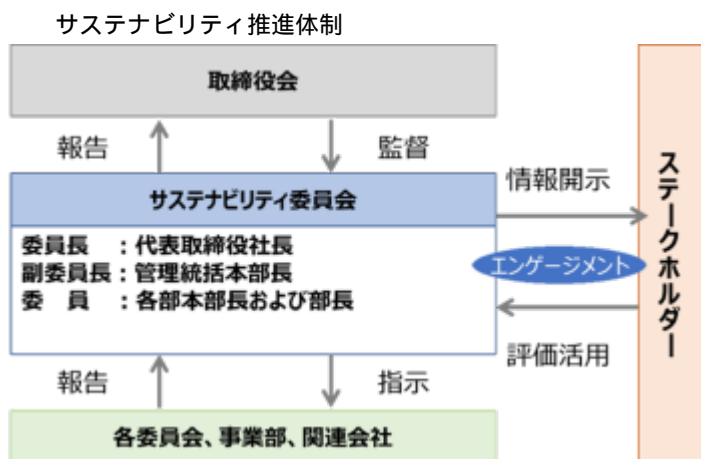 サステナビリティ推進体制
取締役会
報告
監督
サステナビリティ委員会
委員長　：代表取締役社長
副委員長：管理統括本部長
委　員　：各部本部長および部長
情報開示
エンゲージメント
評価活用
ステークホルダー
報告
指示
各委員会、事業部、関連会社